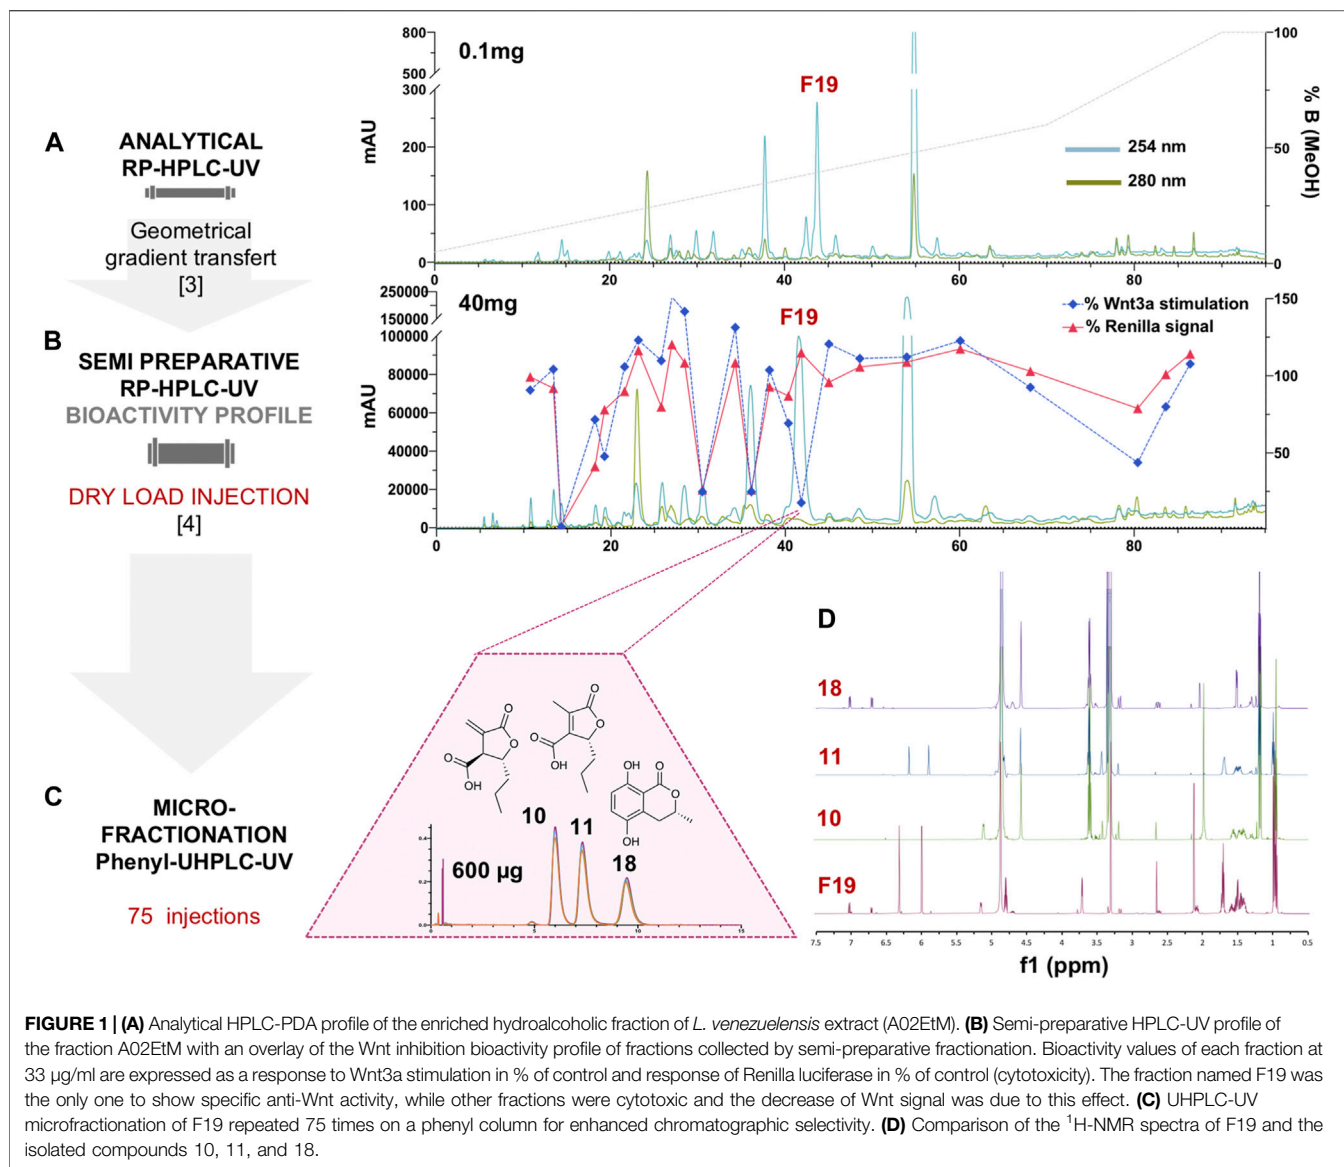 A
ANALYTICAL
RP-HPLC-UV
Geometrical
gradient transfert
[3]
0.1mg
F19
800
500
300
200
100
0
mAU
20
40
60
80
254 nm
280 nm
100
50
0
% B (MeOH)
B
SEMI PREPARATIVE
RP-HPLC-UV
BIOACTIVITY PROFILE
DRY LOAD INJECTION
[4]
40mg
F19
250000
150000
100000
80000
60000
40000
20000
0
mAU
0
20
40
60
80
% Wnt3a stimulation
% Renilla signal
150
100
50
C
MICRO-
FRACTIONATION
Phenyl-UHPLC-UV
75 injections
O
O
O
OH
O
O
O
OH
OH
O
O
OH
10
11
18
600 µg
0.4
0.2
0.0
0
5
10
15
D
18
11
10
F19
7.5
7
6.5
6
5.5
5
4.5
4
3.5
3
2.5
2
1.5
1
0.5
f1 (ppm)
FIGURE 1 | (A) Analytical HPLC-PDA profile of the enriched hydroalcoholic fraction of L. venezuelensis extract (A02EtM). (B) Semi-preparative HPLC-UV profile of
the fraction A02EtM with an overlay of the Wnt inhibition bioactivity profile of fractions collected by semi-preparative fractionation. Bioactivity values of each fraction at
33 µg/ml are expressed as a response to Wnt3a stimulation in % of control and response of Renilla luciferase in % of control (cytotoxicity). The fraction named F19 was
the only one to show specific anti-Wnt activity, while other fractions were cytotoxic and the decrease of Wnt signal was due to this effect. (C) UHPLC-UV
microfractionation of F19 repeated 75 times on a phenyl column for enhanced chromatographic selectivity. (D) Comparison of the ¹H-NMR spectra of F19 and the
isolated compounds 10, 11, and 18.